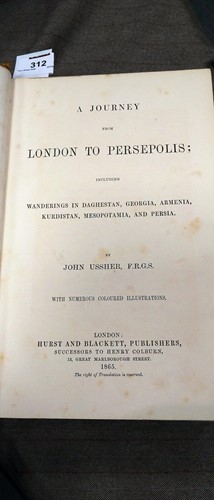 312
A JOURNEY
FROM
LONDON TO PERSEPOLIS;
INCLUDING
WANDERINGS IN DAGHESTAN, GEORGIA, ARMENIA,
KURDISTAN, MESOPOTAMIA, AND PERSIA.
BY
JOHN USSHER, F.R.G.S.
WITH NUMEROUS COLOURED ILLUSTRATIONS.
LONDON:
HURST AND BLACKETT, PUBLISHERS,
SUCCESSORS TO HENRY COLBURN,
13, GREAT MARLBOROUGH STREET.
1865.
The right of Translation is reserved.